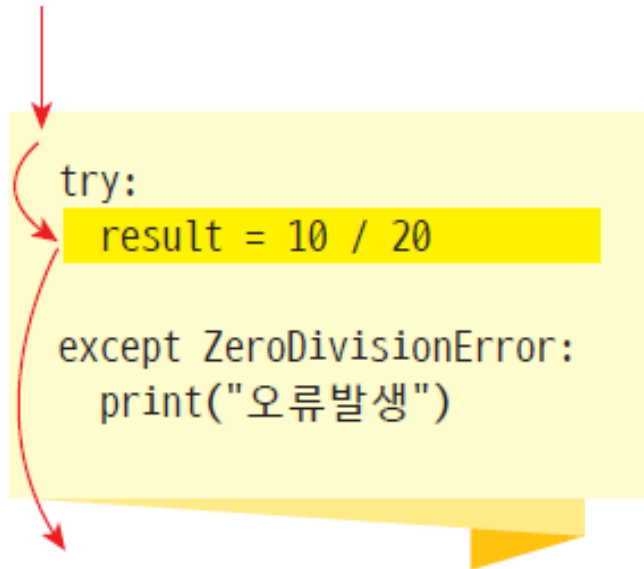 try:
  result = 10 / 20
except ZeroDivisionError:
  print("오류발생")